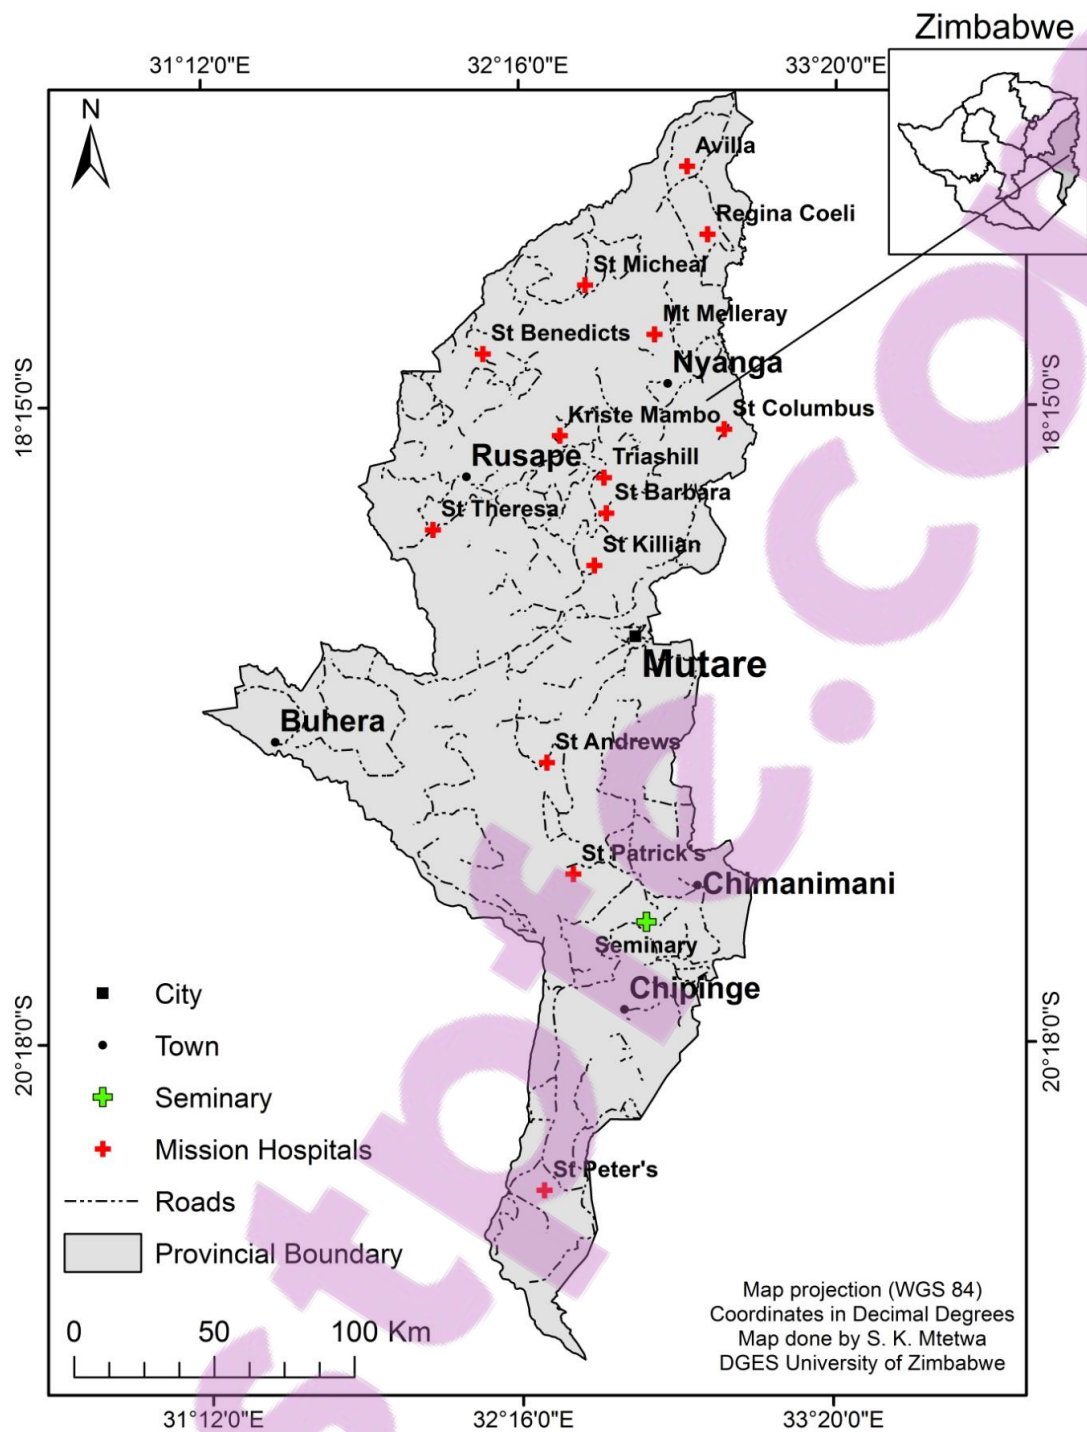 Zimbabwe
31°12'0"E
32°16'0"E
33°20'0"E
N
Avilla
Regina Coeli
St Micheal
Mt Melleray
St Benedicts
Nyanga
18°15'0"S
18°15'0"S
Kriste Mambo
St Columbus
Rusape
Triashill
St Barbara
St Theresa
St Killian
Mutare
Buhera
St Andrews
St Patrick's
Chimanimani
Seminary
Chipinge
City
Town
20°18'0"S
20°18'0"S
Seminary
Mission Hospitals
St Peter's
Roads
Provincial Boundary
Map projection (WGS 84)
Coordinates in Decimal Degrees
Map done by S. K. Mtetwa
DGES University of Zimbabwe
0 50 100 Km
31°12'0"E
32°16'0"E
33°20'0"E
stpfe.com